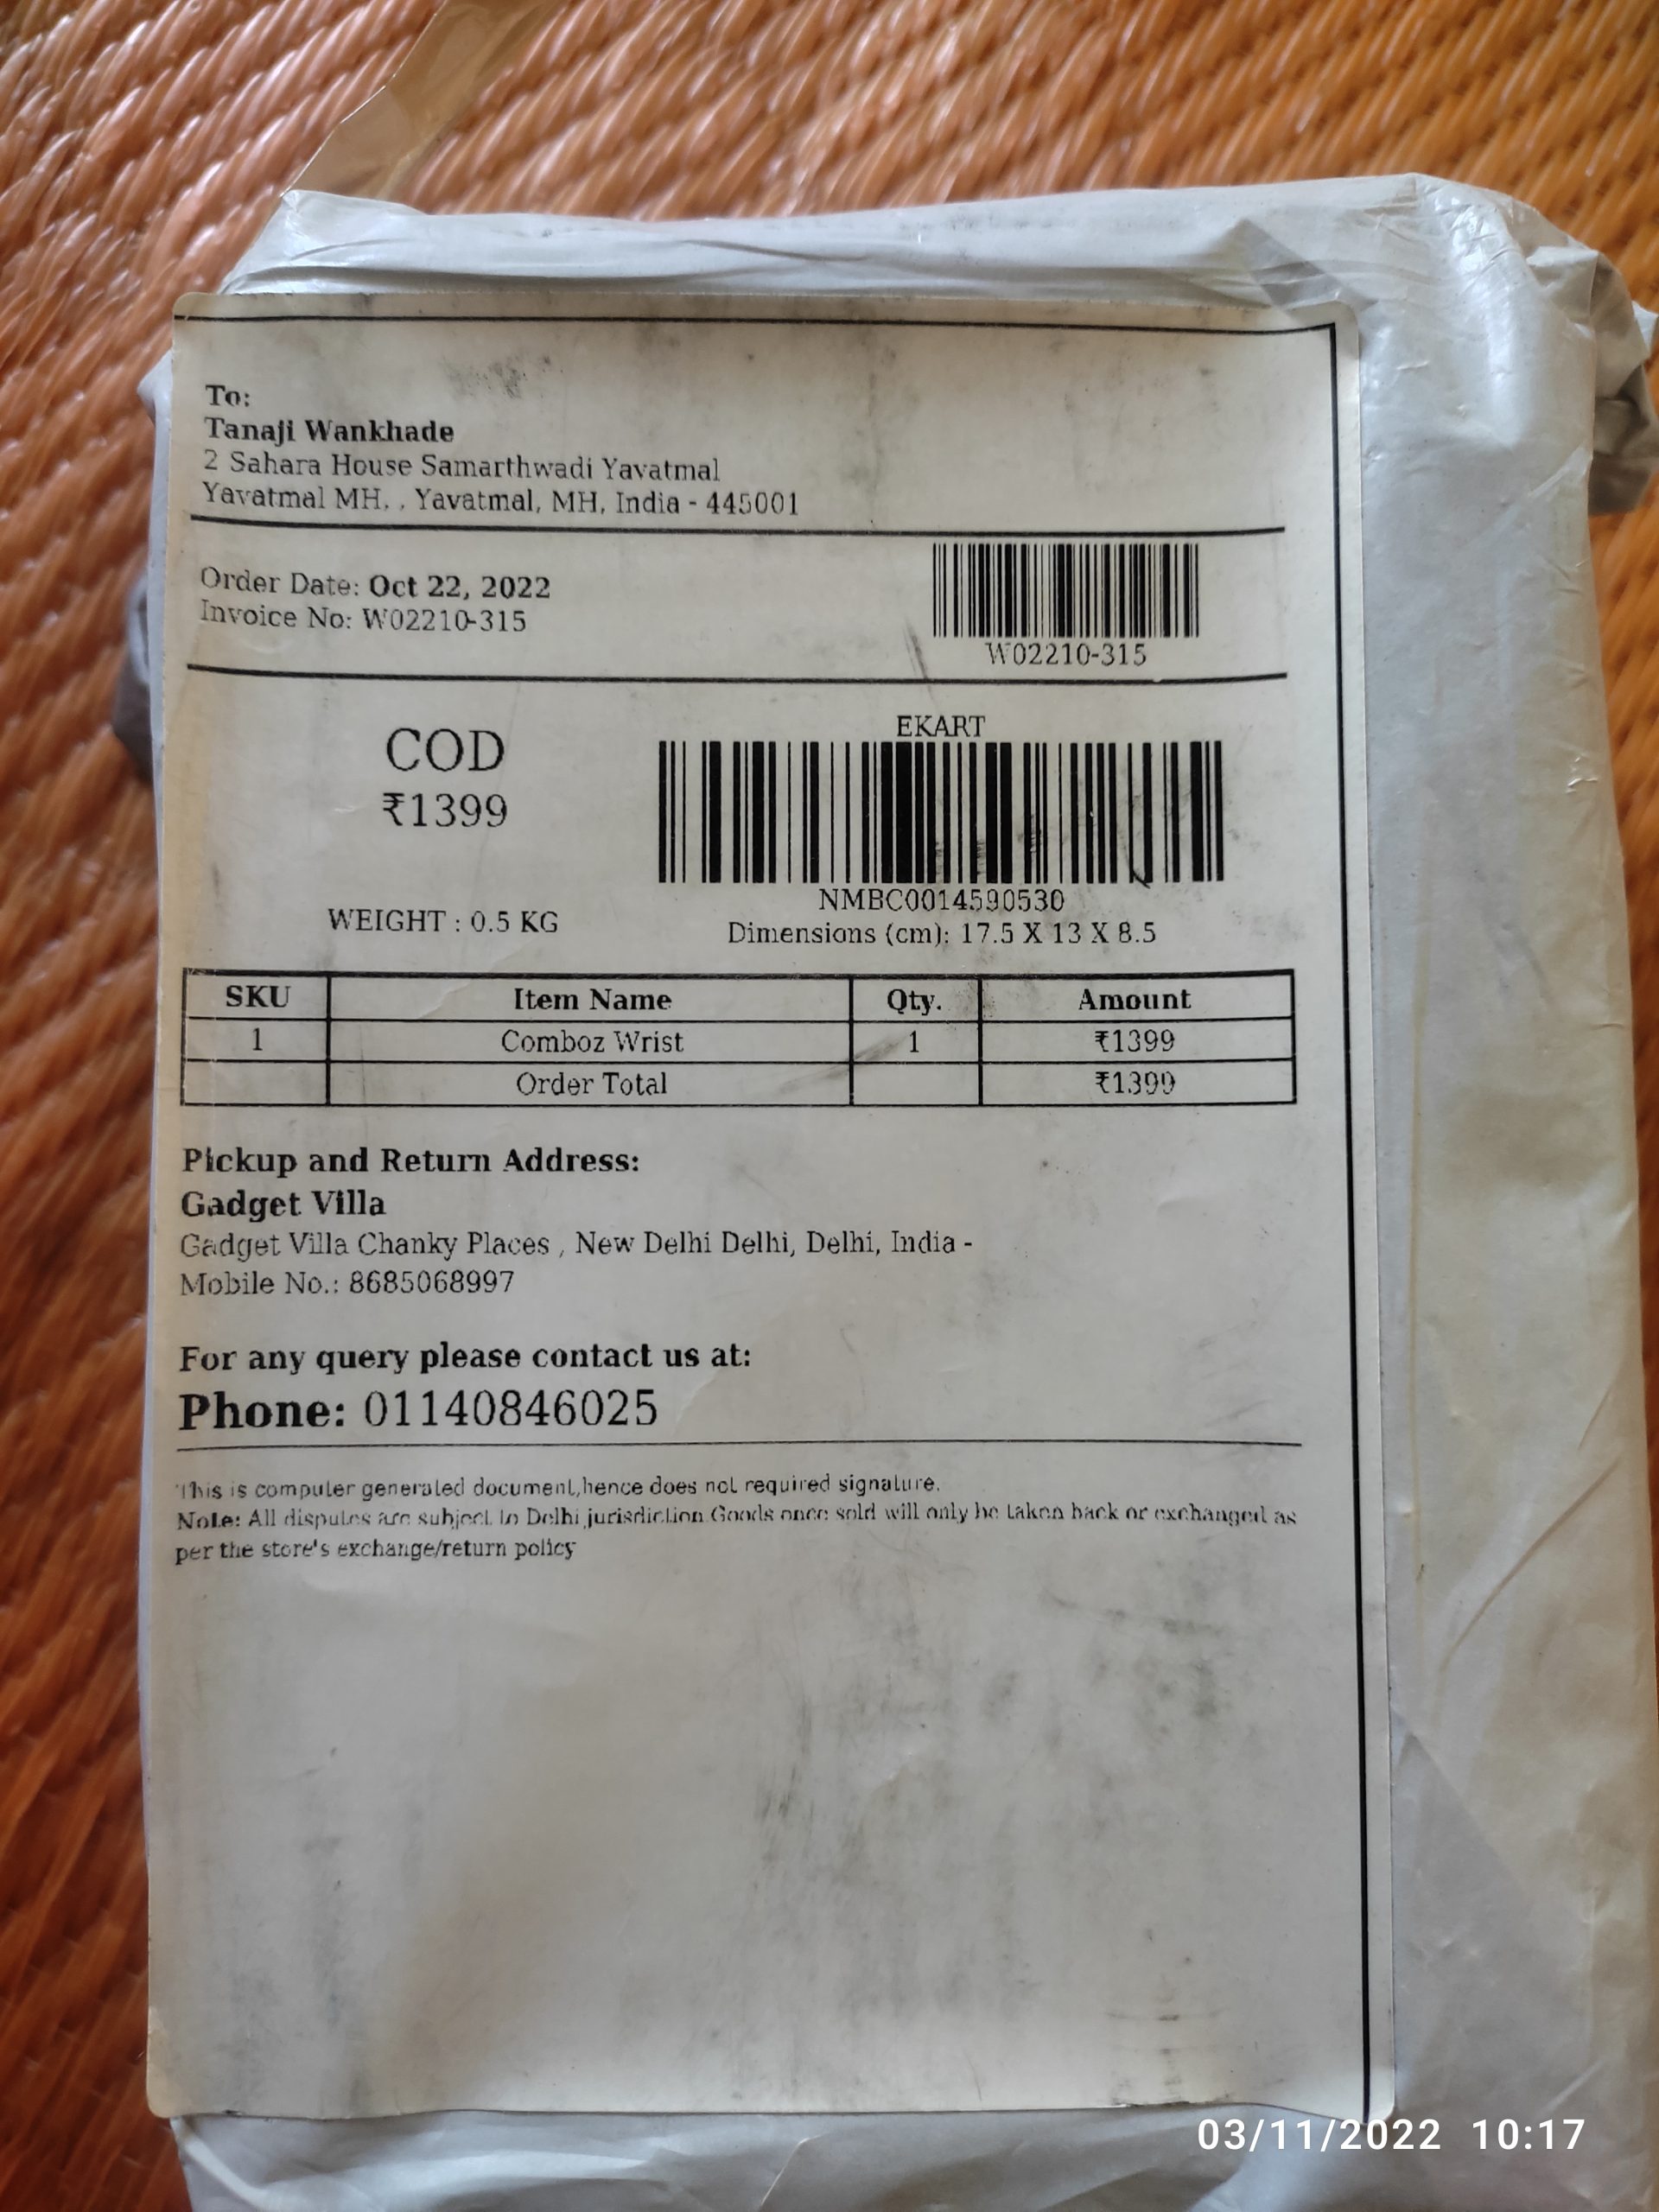 To:
Tanaji Wankhade
2 Sahara House Samarthwadi Yavatmal
Yavatmal MH, , Yavatmal, MH, India - 445001
Order Date: Oct 22, 2022
Invoice No: W02210-315
W02210-315
COD
₹1399
EKART
NMBC0014590530
WEIGHT : 0.5 KG
Dimensions (cm): 17.5 X 13 X 8.5
SKU Item Name Qty. Amount
1 Comboz Wrist 1 ₹1399
Order Total ₹1399
Pickup and Return Address:
Gadget Villa
Gadget Villa Chanky Places , New Delhi Delhi, Delhi, India -
Mobile No.: 8685068997
For any query please contact us at:
Phone: 01140846025
This is computer generated document,hence does not required signature.
Note: All disputes are subject to Delhi jurisdiction.Goods once sold will only be taken back or exchanged as
per the store's exchange/return policy
03/11/2022 10:17